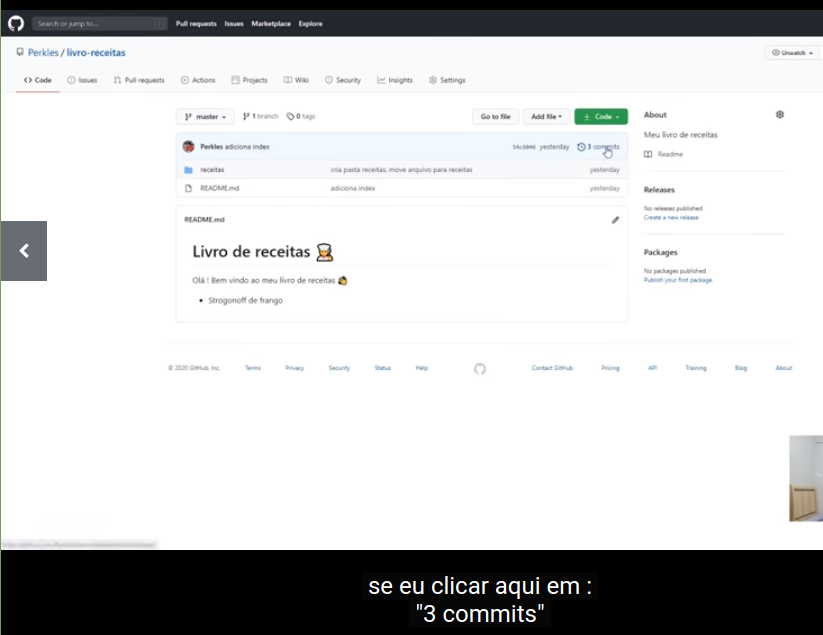 Search or jump to... /
Pull requests Issues Marketplace Explore
Perkles / livro-receitas
Unwatch
Code Issues Pull requests Actions Projects Wiki Security Insights Settings
master 1 branch 0 tags Go to file Add file Code
Perkles adiciona index yesterday 3 commits
receitas cria pasta receitas, move arquivo para receitas yesterday
README.md adiciona index yesterday
README.md
Livro de receitas
Olá ! Bem vindo ao meu livro de receitas
Strogonoff de frango
About
Meu livro de receitas
Readme
Releases
No releases published
Create a new release
Packages
No packages published
Publish your first package
© 2020 GitHub, Inc. Terms Privacy Security Status Help Contact GitHub Pricing API Training Blog About
se eu clicar aqui em :
"3 commits"